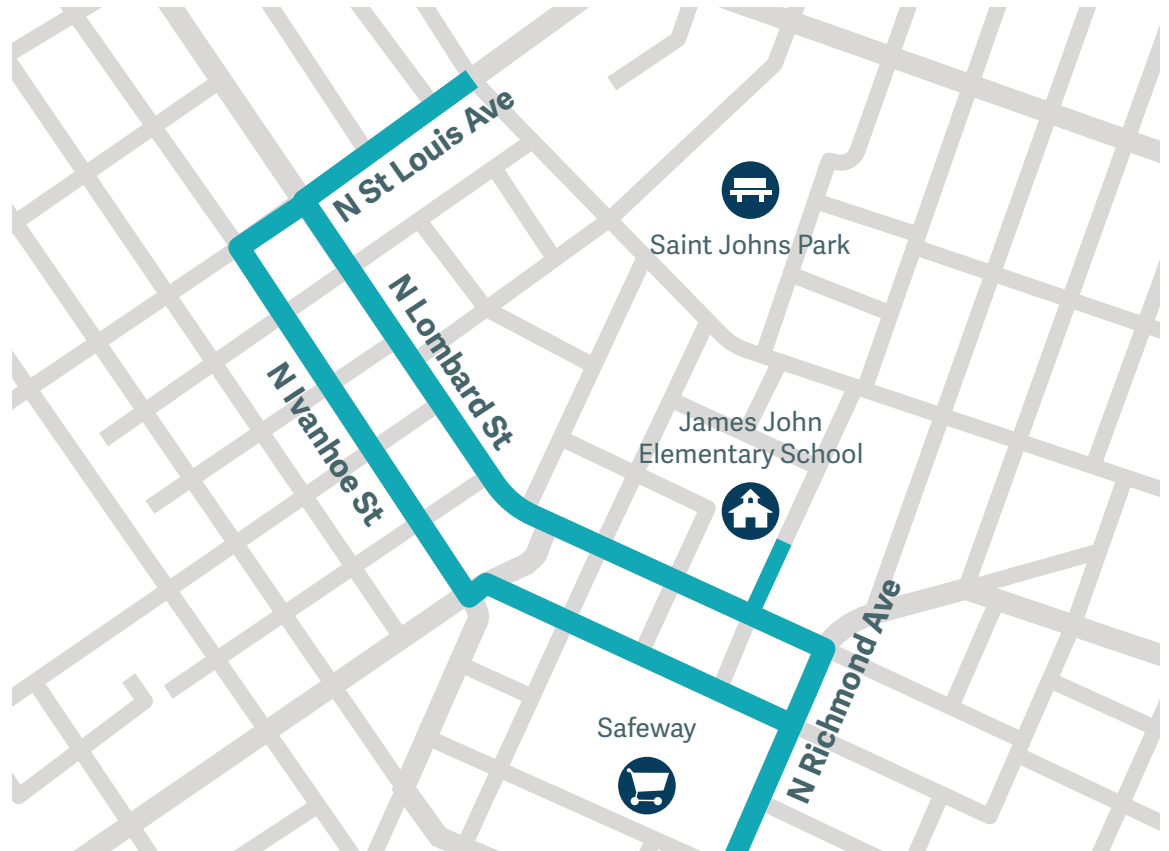 N St Louis Ave
Saint Johns Park
N Lombard St
N Ivanhoe St
James John
Elementary School
N Richmond Ave
Safeway